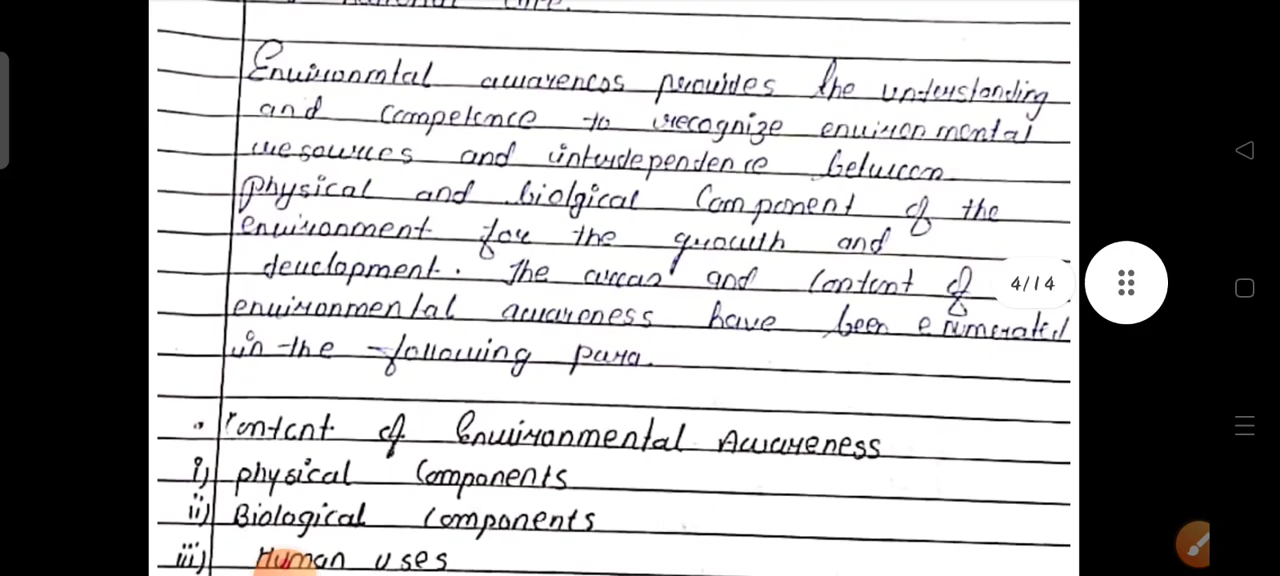 Envirnomtal awareness provides the understanding
and competence to recognize environmental
resources and interdependence between
physical and biolgical component of the
environment for the growth and
development. The areas and content of
environmental awareness have been enumerated
in the following para.
4/14
• Content of Environmental Awareness
i) physical components
ii) Biological components
iii) Human uses